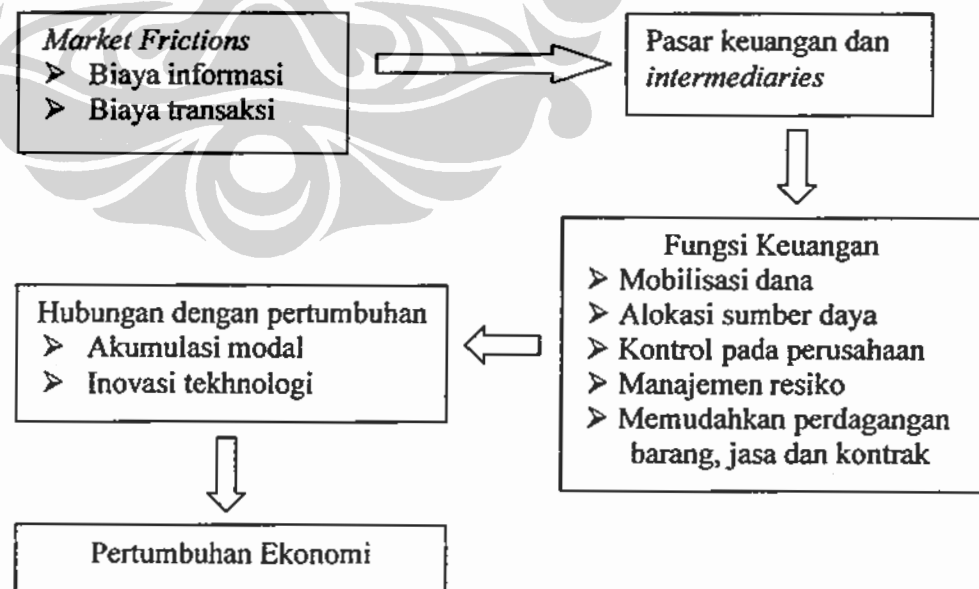 Market Frictions
➤ Biaya informasi
➤ Biaya transaksi
Pasar keuangan dan
intermediaries
Fungsi Keuangan
➤ Mobilisasi dana
➤ Alokasi sumber daya
➤ Kontrol pada perusahaan
➤ Manajemen resiko
➤ Memudahkan perdagangan
barang, jasa dan kontrak
Hubungan dengan pertumbuhan
➤ Akumulasi modal
➤ Inovasi tekhnologi
Pertumbuhan Ekonomi